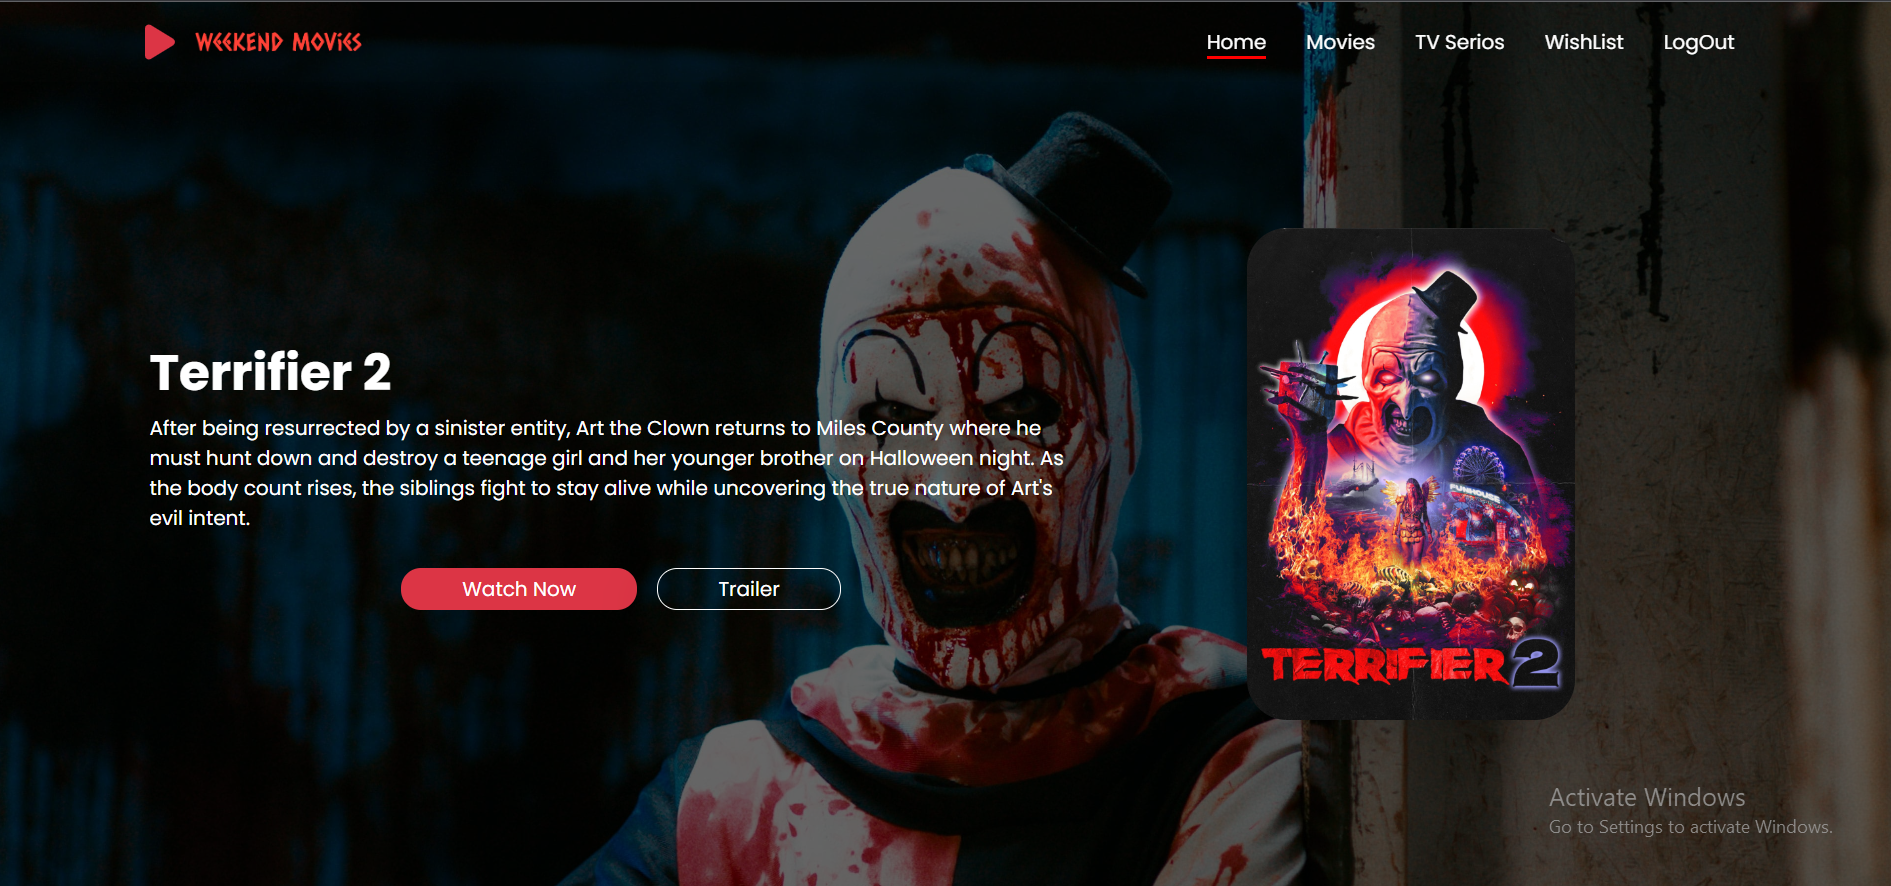 WEEKEND MOViES
Home Movies TV Serios WishList LogOut
Terrifier 2
After being resurrected by a sinister entity, Art the Clown returns to Miles County where he
must hunt down and destroy a teenage girl and her younger brother on Halloween night. As
the body count rises, the siblings fight to stay alive while uncovering the true nature of Art's
evil intent.
Watch Now Trailer
FUNHOUSE
TERRIFIER 2
Activate Windows
Go to Settings to activate Windows.